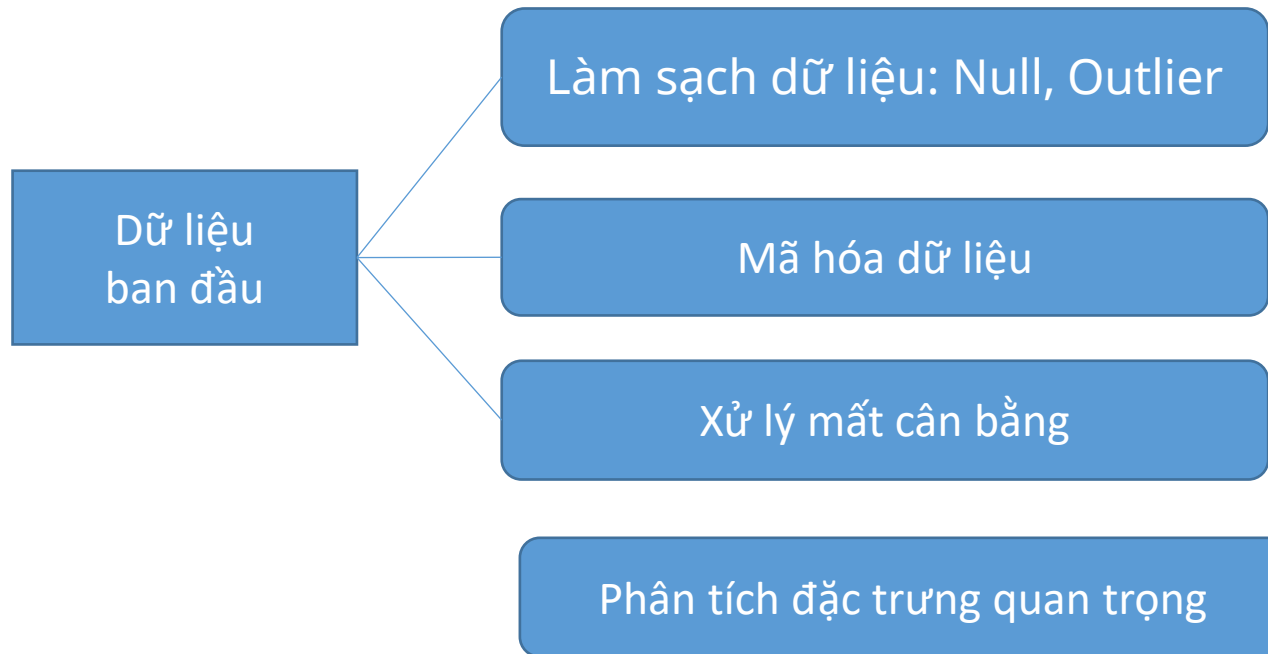 Làm sạch dữ liệu: Null, Outlier
Dữ liệu
ban đầu
Mã hóa dữ liệu
Xử lý mất cân bằng
Phân tích đặc trưng quan trọng